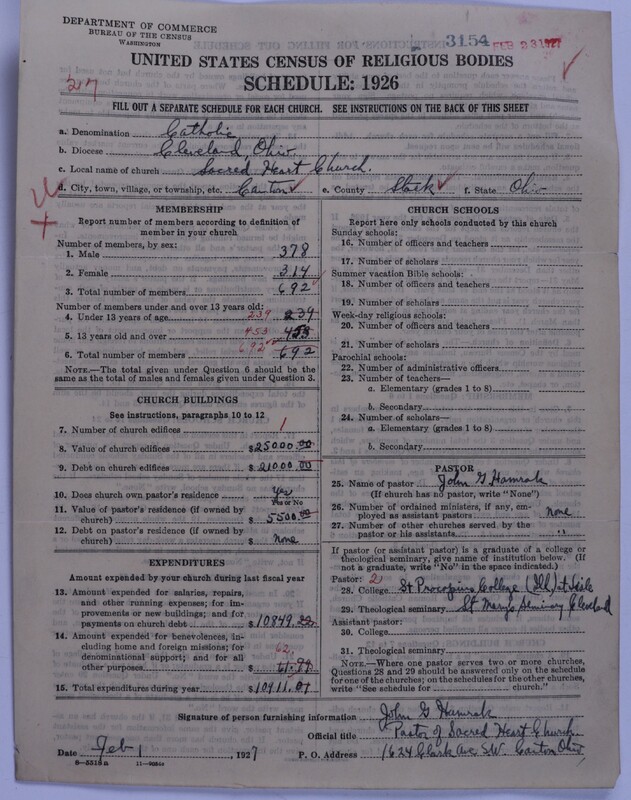 DEPARTMENT OF COMMERCE
BUREAU OF THE CENSUS
WASHINGTON
3154 FEB 23 1927
UNITED STATES CENSUS OF RELIGIOUS BODIES
SCHEDULE: 1926
217
FILL OUT A SEPARATE SCHEDULE FOR EACH CHURCH. SEE INSTRUCTIONS ON THE BACK OF THIS SHEET
a. Denomination Catholic
b. Diocese Cleveland, Ohio
c. Local name of church Sacred Heart Church.
d. City, town, village, or township, etc. Canton e. County Stark f. State Ohio
MEMBERSHIP
Report number of members according to definition of
member in your church
Number of members, by sex:
1. Male 378
2. Female 314
3. Total number of members 692
Number of members under and over 13 years old:
4. Under 13 years of age 239 239
5. 13 years old and over 453 453
6. Total number of members 692 692
NOTE.—The total given under Question 6 should be
same as the total of males and females given under Question 3.
CHURCH BUILDINGS
See instructions, paragraphs 10 to 12
7. Number of church edifices 1
8. Value of church edifices $25000.00
9. Debt on church edifices $21000.00
10. Does church own pastor's residence Yes
Yes or No
11. Value of pastor's residence (if owned by
church) $5500.00
12. Debt on pastor's residence (if owned by
church) $ none
EXPENDITURES
Amount expended by your church during last fiscal year
13. Amount expended for salaries, repairs,
and other running expenses; for im-
provements or new buildings; and for
payments on church debt $10849.22
14. Amount expended for benevolences, in-
cluding home and foreign missions; for
denominational support; and for all
other purposes $ 62.
15. Total expenditures during year $10911.07
CHURCH SCHOOLS
Report here only schools conducted by this church
Sunday schools:
16. Number of officers and teachers
17. Number of scholars
Summer vacation Bible schools:
18. Number of officers and teachers
19. Number of scholars
Week-day religious schools:
20. Number of officers and teachers
21. Number of scholars
Parochial schools:
22. Number of administrative officers
23. Number of teachers—
a. Elementary (grades 1 to 8)
b. Secondary
24. Number of scholars—
a. Elementary (grades 1 to 8)
b. Secondary
PASTOR
25. Name of pastor John G Hamrak
(If church has no pastor, write "None")
26. Number of ordained ministers, if any, em-
ployed as assistant pastors none
27. Number of other churches served by the
pastor or his assistants "
If pastor (or assistant pastor) is a graduate of a college or
theological seminary, give name of institution below. (If
not a graduate, write "No" in the space indicated.)
Pastor: 2
28. College St Procopius College (Ill.) at Lisle
29. Theological seminary St Marys Seminary Cleveland
Assistant pastor:
30. College
31. Theological seminary
NOTE.—Where one pastor serves two or more churches,
Questions 28 and 29 should be answered only on the schedule
for one of the churches; on the schedules for the other churches,
write "See schedule for church."
Signature of person furnishing information John G Hamrak
Official title Pastor of Sacred Heart Church
Date Feb 1, 1927 P. O. Address 1624 Clark Ave S.W. Canton Ohio
8—5518a 11—9054a